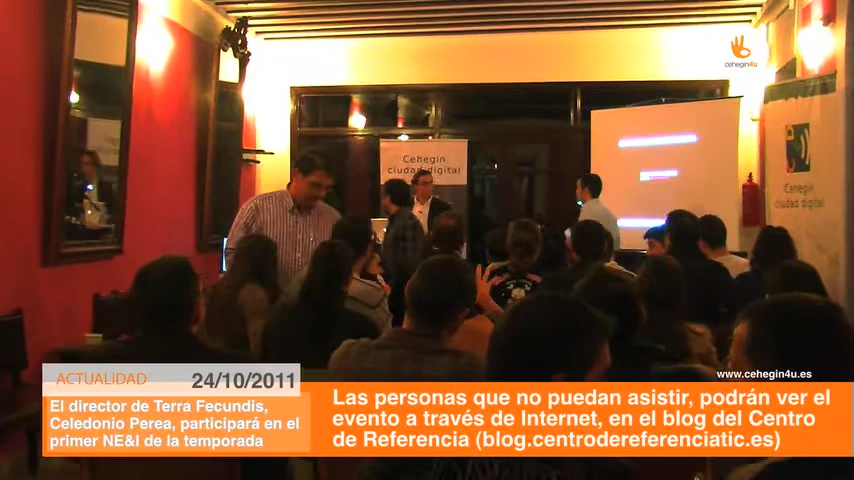 cehegin4u
Cehegin
ciudad digital
Cehegin
ciudad digital
www.cehegin4u.es
ACTUALIDAD
24/10/2011
El director de Terra Fecundis,
Celedonio Perea, participará en el
primer NE&I de la temporada
Las personas que no puedan asistir, podrán ver el
evento a través de Internet, en el blog del Centro
de Referencia (blog.centrodereferenciatic.es)